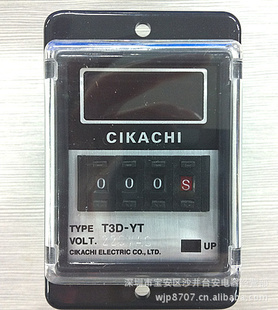 CIKACHI
0 0 0 S
TYPE T3D-YT
VOLT.
UP
CIKACHI ELECTRIC CO., LTD.
深圳市宝安区沙井台安电
wjp8707.cn.alibaba.com